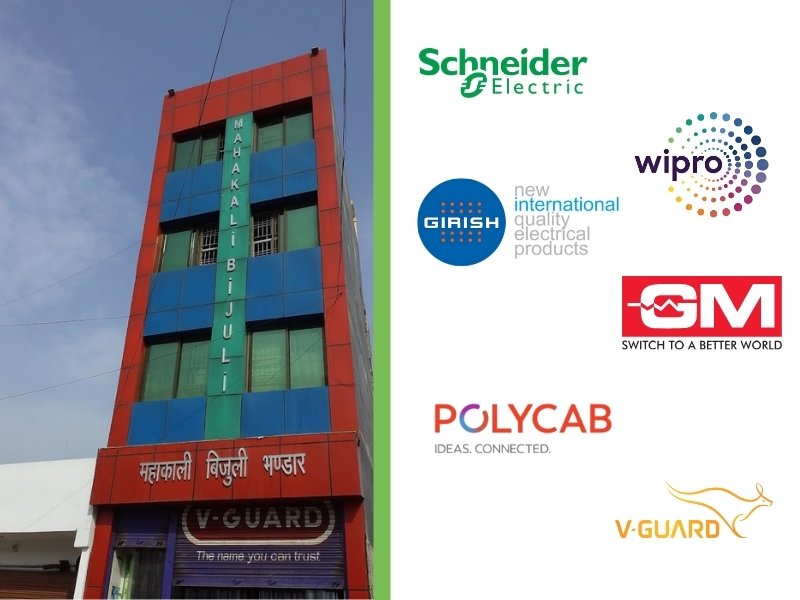 MAHAKALi BiJULi
महाकाली बिजुली भण्डार
V-GUARD
The name you can trust
Schneider
Electric
wipro
GIRISH
new
international
quality
electrical
products
GM
SWITCH TO A BETTER WORLD
POLYCAB
IDEAS. CONNECTED.
V-GUARD